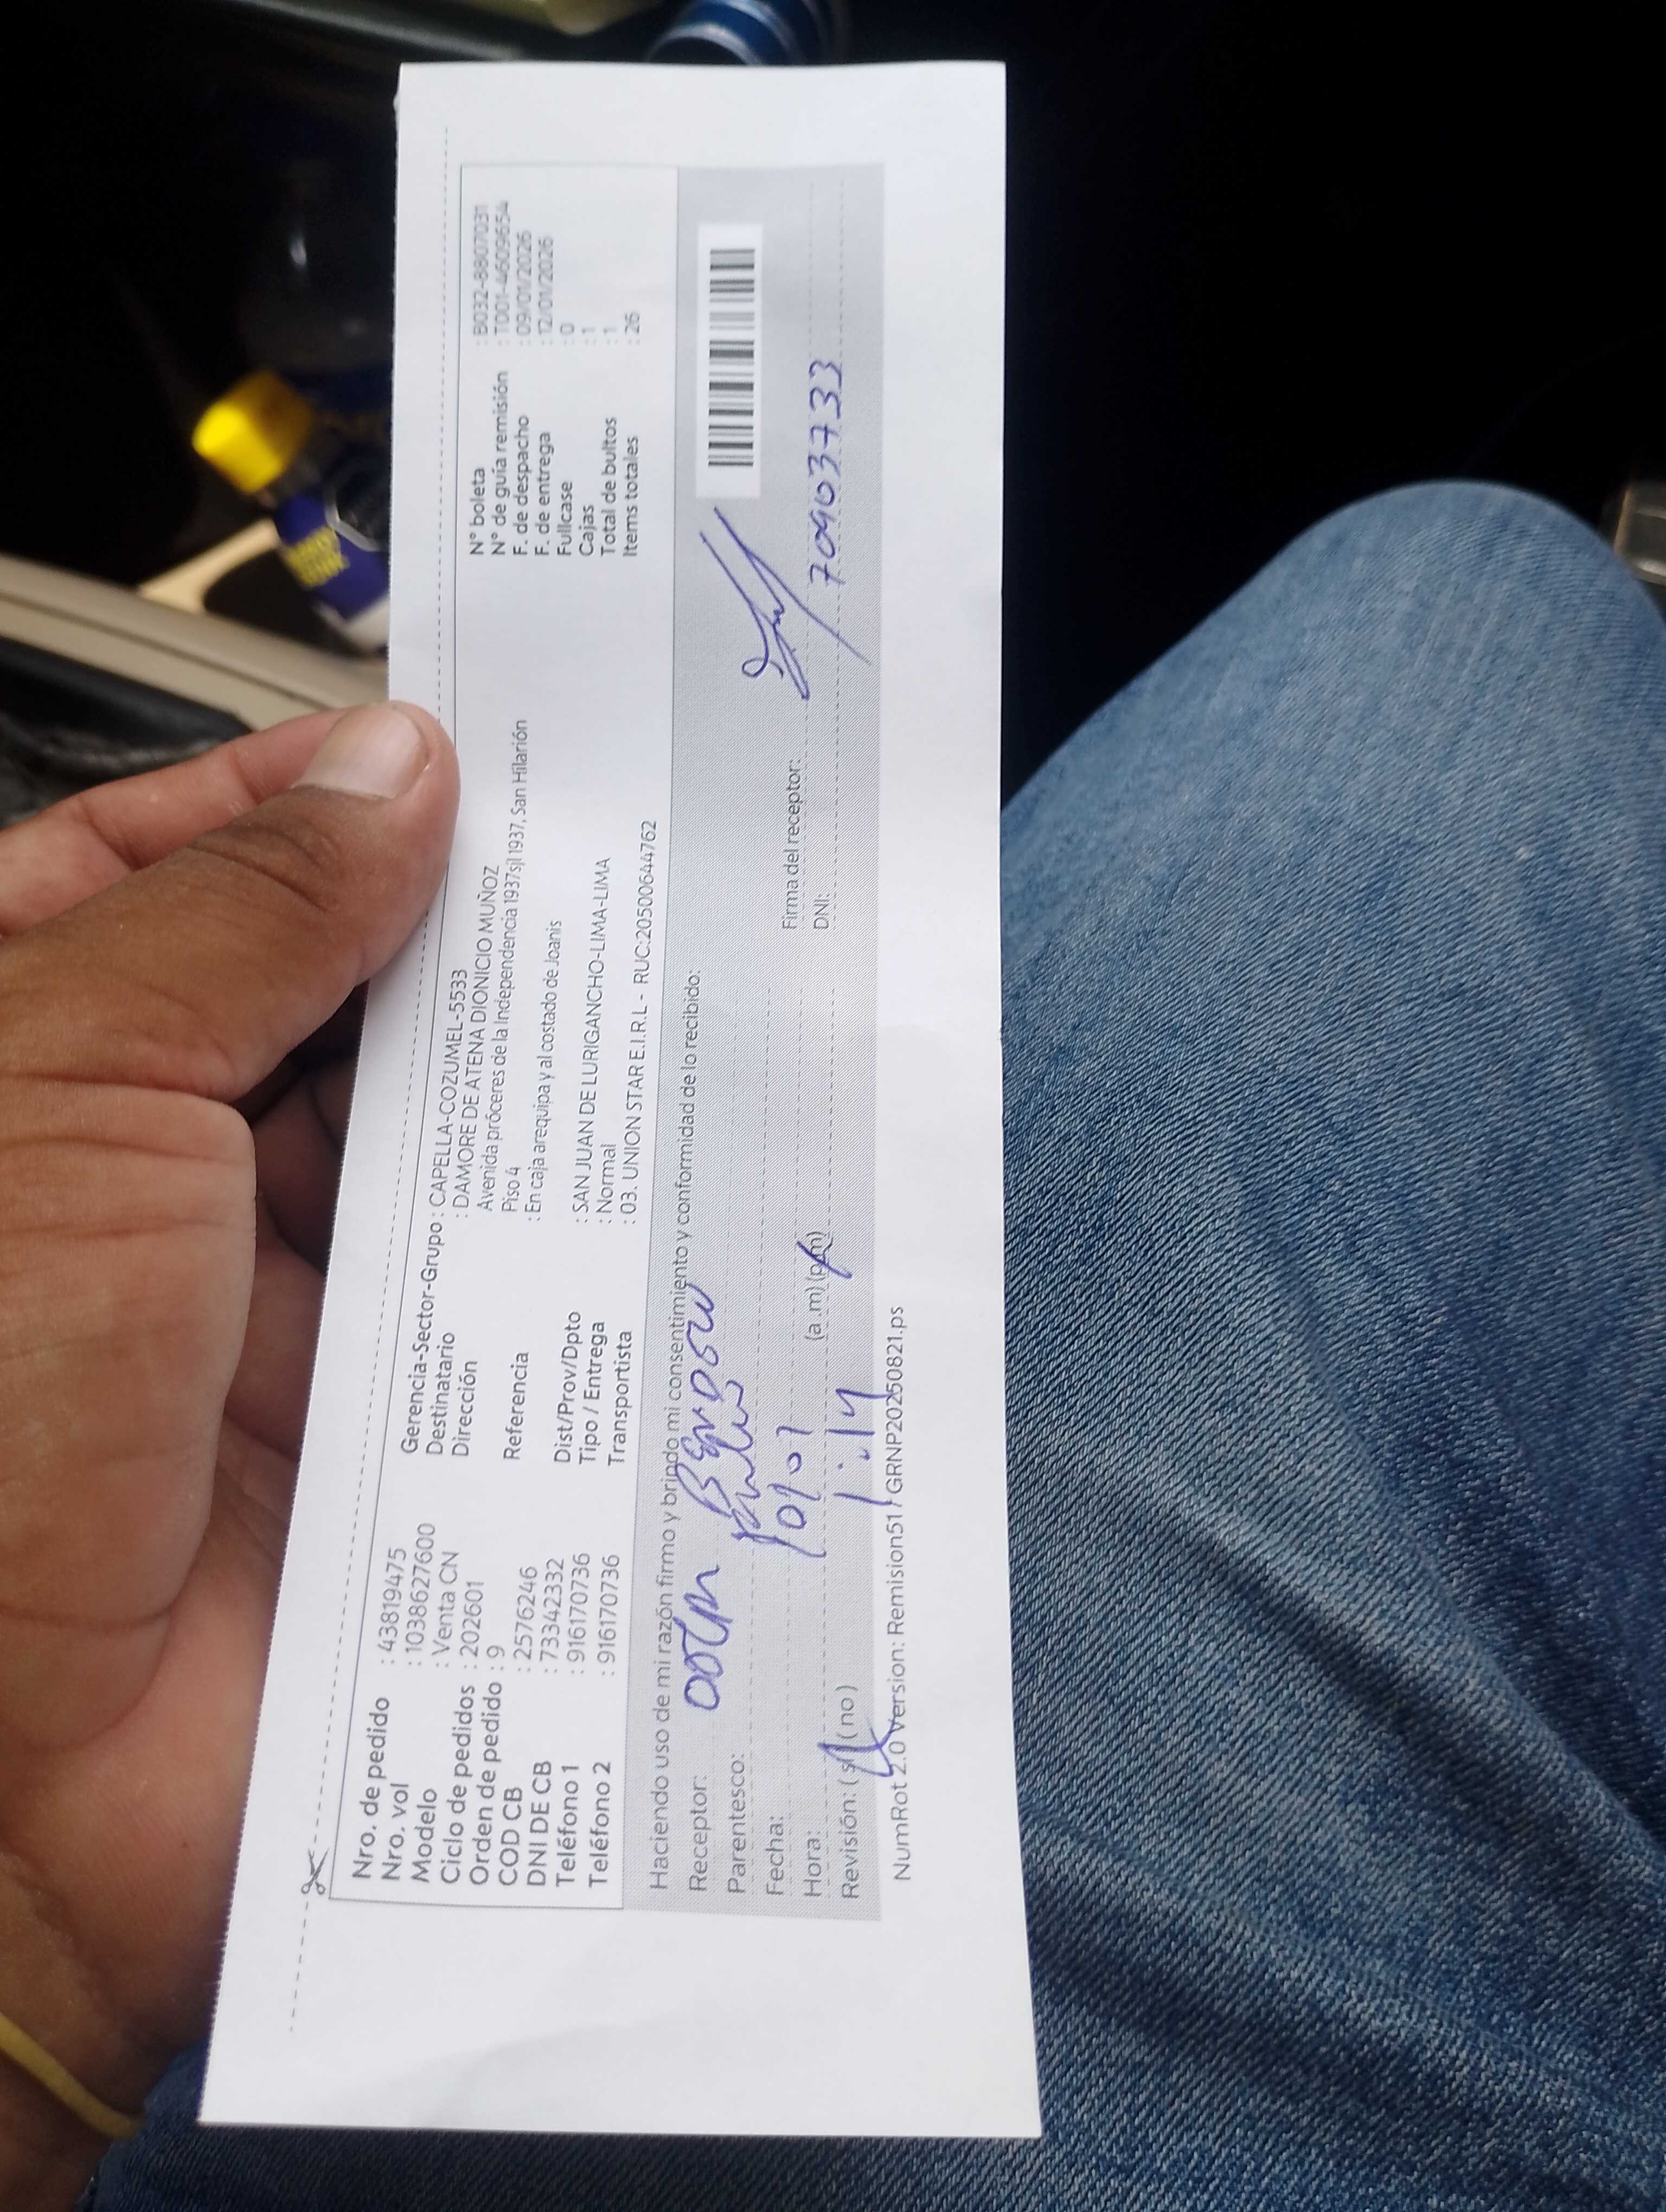 Nro. de pedido : 43819475
Nro. vol : 1038627600
Modelo : Venta CN
Ciclo de pedidos : 202601
Orden de pedido : 9
COD CB : 2576246
DNI DE CB : 73342332
Teléfono 1 : 916170736
Teléfono 2 : 916170736
Gerencia-Sector-Grupo : CAPELLA-COZUMEL-5533
Destinatario : DAMORE DE ATENA DIONICIO MUÑOZ
Dirección Avenida próceres de la Independencia 1937sjl 1937, San Hilarión
Piso 4
Referencia : En caja arequipa y al costado de Joanis
Dist/Prov/Dpto : SAN JUAN DE LURIGANCHO-LIMA-LIMA
Tipo / Entrega : Normal
Transportista : 03. UNION STAR E.I.R.L - RUC:20500644762
N° boleta : B032-88070311
N° de guía remisión : T001-4609654
F. de despacho : 09/01/2026
F. de entrega : 12/01/2026
Fullcase : 0
Cajas : 1
Total de bultos : 1
Items totales : 26
Haciendo uso de mi razón firmo y brindo mi consentimiento y conformidad de lo recibido:
Receptor:
Parentesco:
Fecha:
Hora: 1:14 (a.m) (p.m)
Revisión: (si) (no)
Firma del receptor:
DNI: 70903733
NumRot 2.0 Version: Remision51 / GRNP20250821.ps